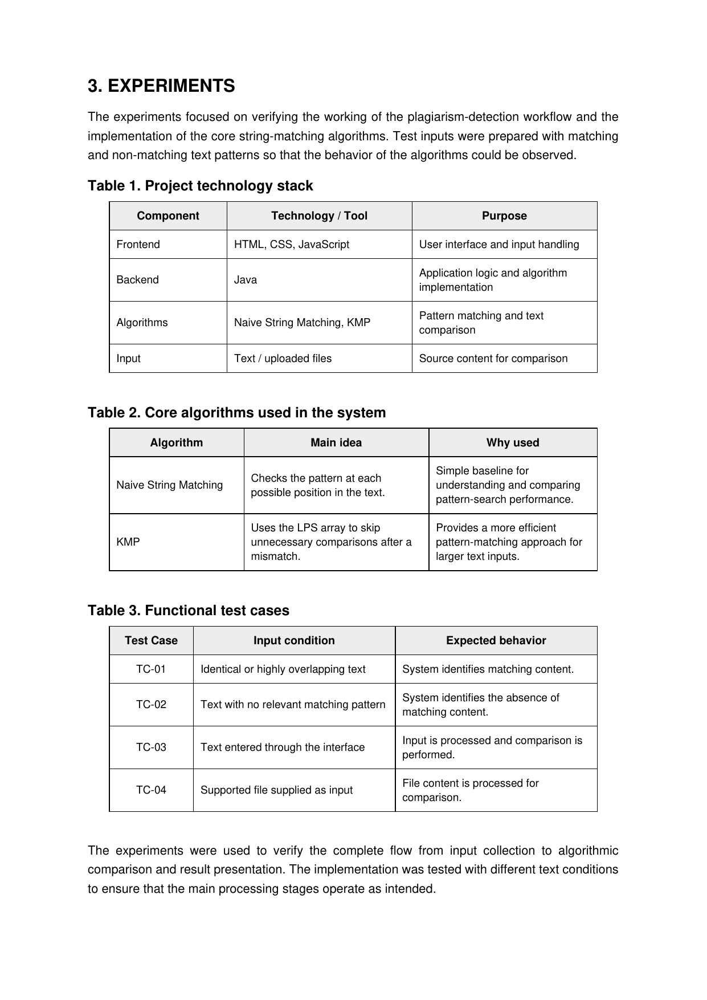 3. EXPERIMENTS
The experiments focused on verifying the working of the plagiarism-detection workflow and the
implementation of the core string-matching algorithms. Test inputs were prepared with matching
and non-matching text patterns so that the behavior of the algorithms could be observed.
Table 1. Project technology stack
Component Technology / Tool Purpose
Frontend HTML, CSS, JavaScript User interface and input handling
Backend Java Application logic and algorithm
implementation
Algorithms Naive String Matching, KMP Pattern matching and text
comparison
Input Text / uploaded files Source content for comparison
Table 2. Core algorithms used in the system
Algorithm Main idea Why used
Naive String Matching
Checks the pattern at each
possible position in the text.
Simple baseline for
understanding and comparing
pattern-search performance.
KMP
Uses the LPS array to skip
unnecessary comparisons after a
mismatch.
Provides a more efficient
pattern-matching approach for
larger text inputs.
Table 3. Functional test cases
Test Case Input condition Expected behavior
TC-01 Identical or highly overlapping text System identifies matching content.
TC-02 Text with no relevant matching pattern System identifies the absence of
matching content.
TC-03 Text entered through the interface Input is processed and comparison is
performed.
TC-04 Supported file supplied as input File content is processed for
comparison.
The experiments were used to verify the complete flow from input collection to algorithmic
comparison and result presentation. The implementation was tested with different text conditions
to ensure that the main processing stages operate as intended.